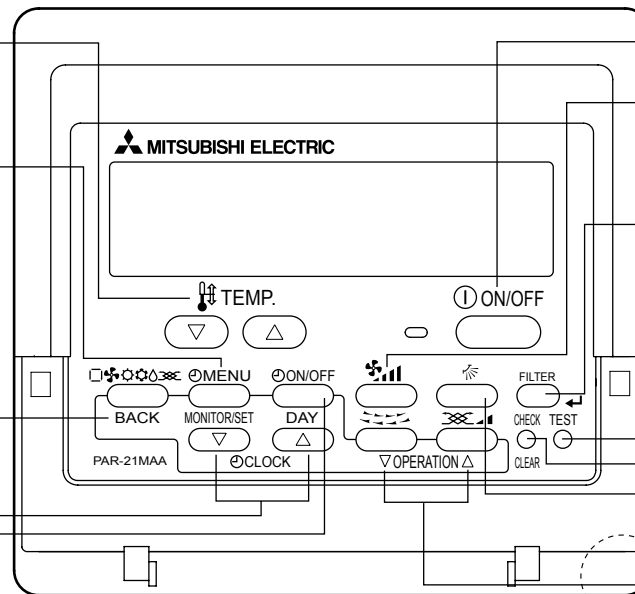 MITSUBISHI ELECTRIC
TEMP.
ON/OFF
MENU
ON/OFF
FILTER
BACK
MONITOR/SET
DAY
CHECK
TEST
PAR-21MAA
CLOCK
OPERATION
CLEAR